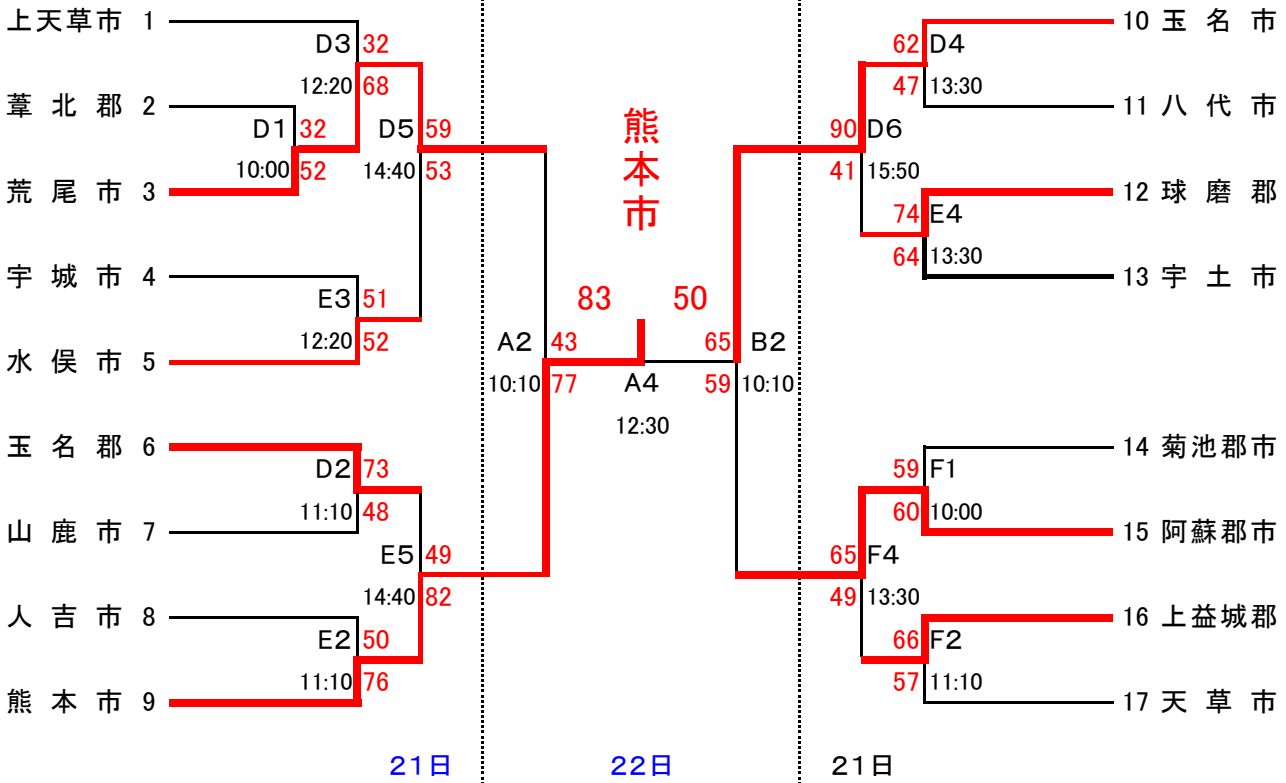 上天草市 1
D3 32
12:20 68
葦北郡 2
D1 32
10:00 52
荒尾市 3
D5 59
14:40 53
宇城市 4
E3 51
12:20 52
水俣市 5
玉名郡 6
D2 73
11:10 48
山鹿市 7
E5 49
14:40 82
人吉市 8
E2 50
11:10 76
熊本市 9
熊本市
83 50
A2 43
10:10 77
A4
12:30
65 B2
59 10:10
10 玉名市
62 D4
47 13:30
11 八代市
90 D6
41 15:50
12 球磨郡
74 E4
64 13:30
13 宇土市
14 菊池郡市
59 F1
60 10:00
15 阿蘇郡市
65 F4
49 13:30
16 上益城郡
66 F2
57 11:10
17 天草市
21日 22日 21日